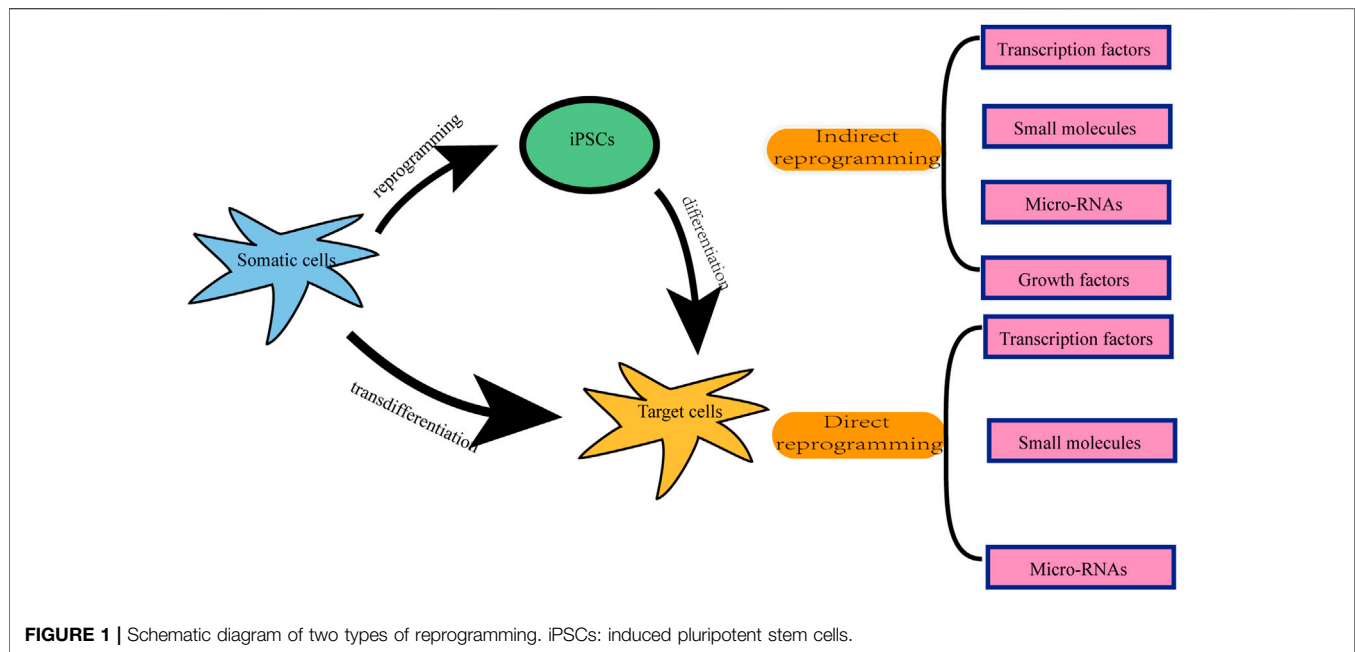 reprogramming
iPSCs
differentiation
Somatic cells
transdifferentiation
Target cells
Indirect
reprogramming
Transcription factors
Small molecules
Micro-RNAs
Growth factors
Direct
reprogramming
Transcription factors
Small molecules
Micro-RNAs
FIGURE 1 | Schematic diagram of two types of reprogramming. iPSCs: induced pluripotent stem cells.